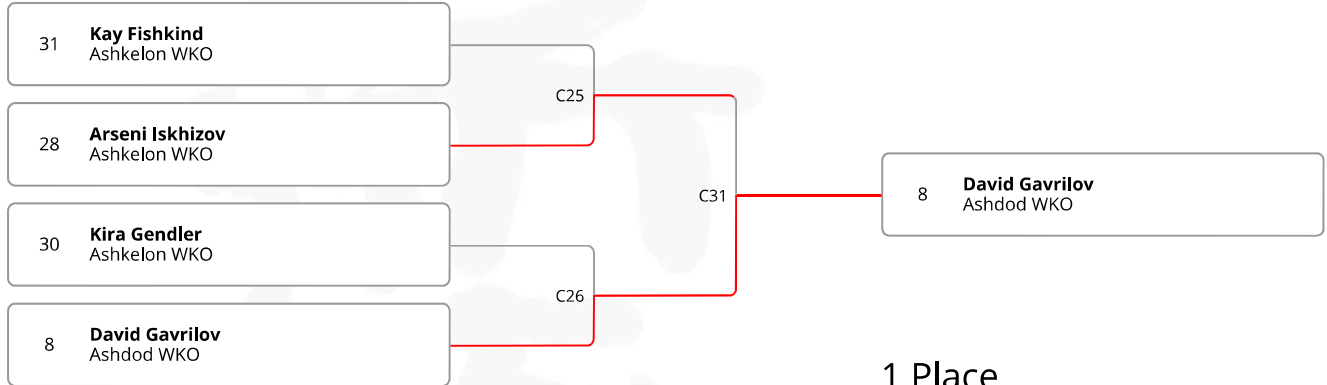 31
Kay Fishkind
Ashkelon WKO
C25
28
Arseni Iskhizov
Ashkelon WKO
C31
8
David Gavrilov
Ashdod WKO
30
Kira Gendler
Ashkelon WKO
C26
8
David Gavrilov
Ashdod WKO
1 Place